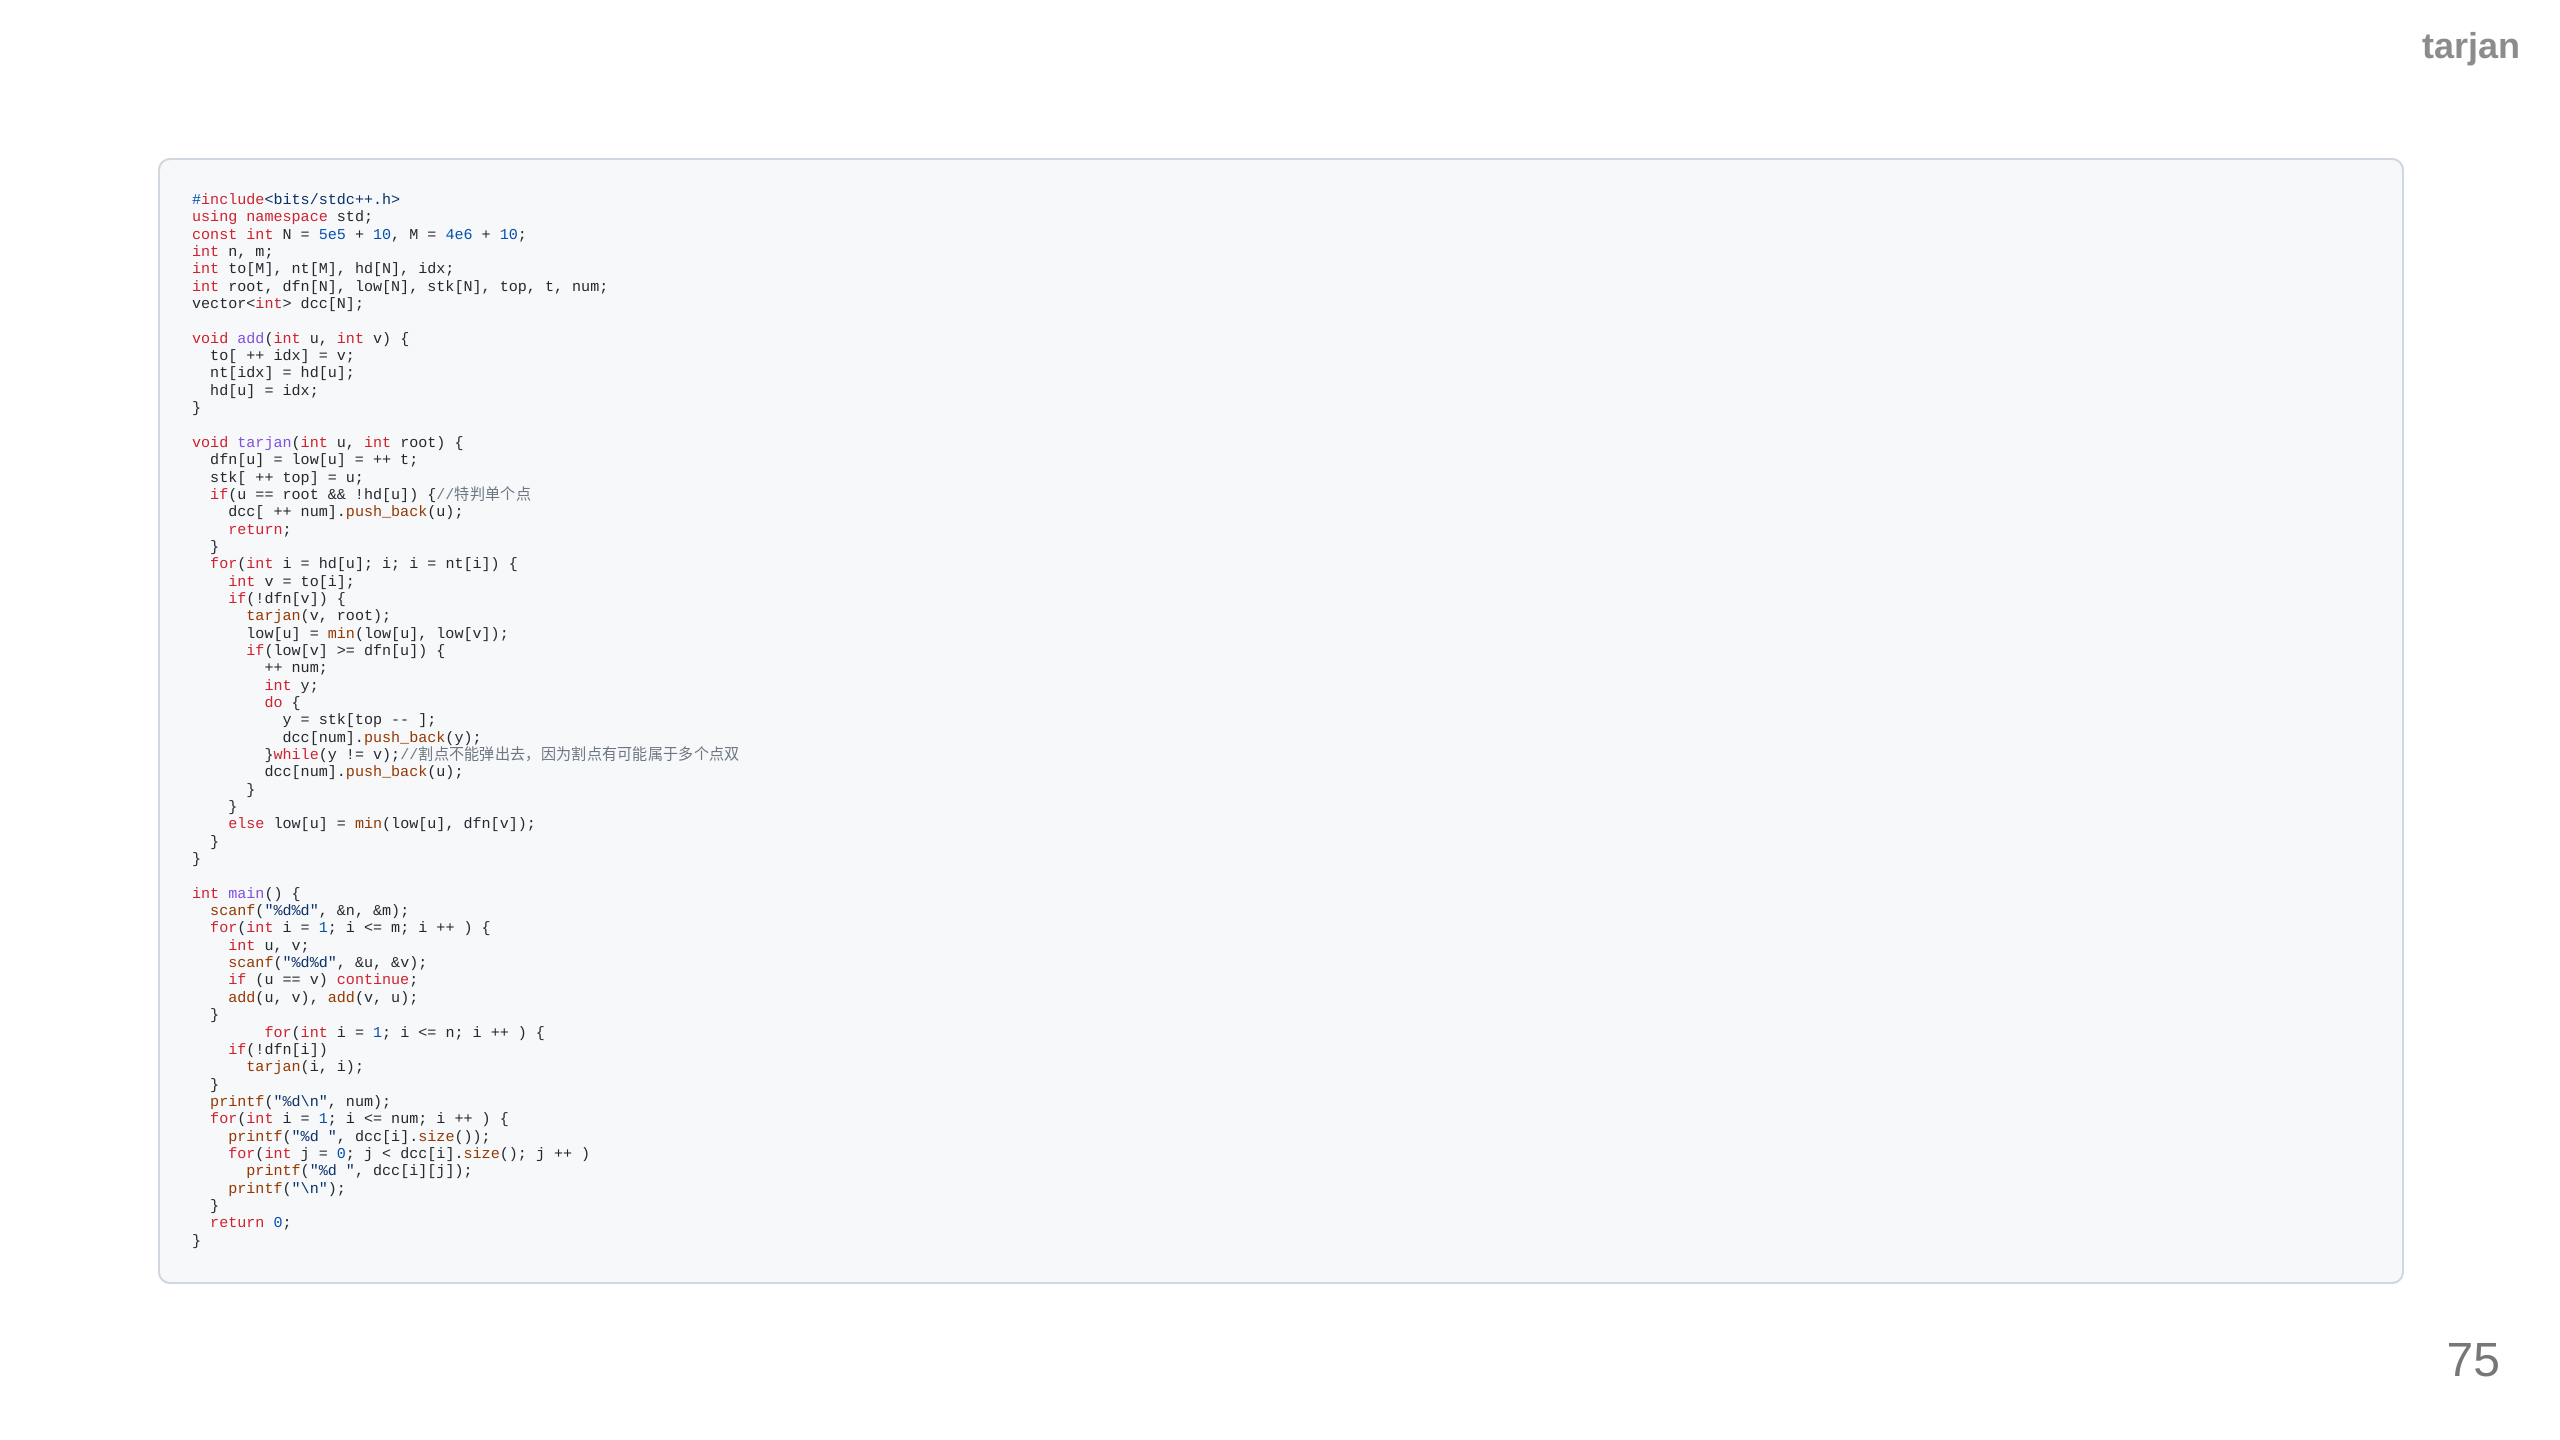 tarjan
#include<bits/stdc++.h>
using namespace std;
const int N = 5e5 + 10, M = 4e6 + 10;
int n, m;
int to[M], nt[M], hd[N], idx;
int root, dfn[N], low[N], stk[N], top, t, num;
vector<int> dcc[N];

void add(int u, int v) {
  to[ ++ idx] = v;
  nt[idx] = hd[u];
  hd[u] = idx;
}

void tarjan(int u, int root) {
  dfn[u] = low[u] = ++ t;
  stk[ ++ top] = u;
  if(u == root && !hd[u]) {//特判单个点
    dcc[ ++ num].push_back(u);
    return;
  }
  for(int i = hd[u]; i; i = nt[i]) {
    int v = to[i];
    if(!dfn[v]) {
      tarjan(v, root);
      low[u] = min(low[u], low[v]);
      if(low[v] >= dfn[u]) {
        ++ num;
        int y;
        do {
          y = stk[top -- ];
          dcc[num].push_back(y);
        }while(y != v);//割点不能弹出去，因为割点有可能属于多个点双
        dcc[num].push_back(u);
      }
    }
    else low[u] = min(low[u], dfn[v]);
  }
}

int main() {
  scanf("%d%d", &n, &m);
  for(int i = 1; i <= m; i ++ ) {
    int u, v;
    scanf("%d%d", &u, &v);
    if (u == v) continue;
    add(u, v), add(v, u);
  }
        for(int i = 1; i <= n; i ++ ) {
    if(!dfn[i])
      tarjan(i, i);
  }
  printf("%d\n", num);
  for(int i = 1; i <= num; i ++ ) {
    printf("%d ", dcc[i].size());
    for(int j = 0; j < dcc[i].size(); j ++ )
      printf("%d ", dcc[i][j]);
    printf("\n");
  }
  return 0;
}
75